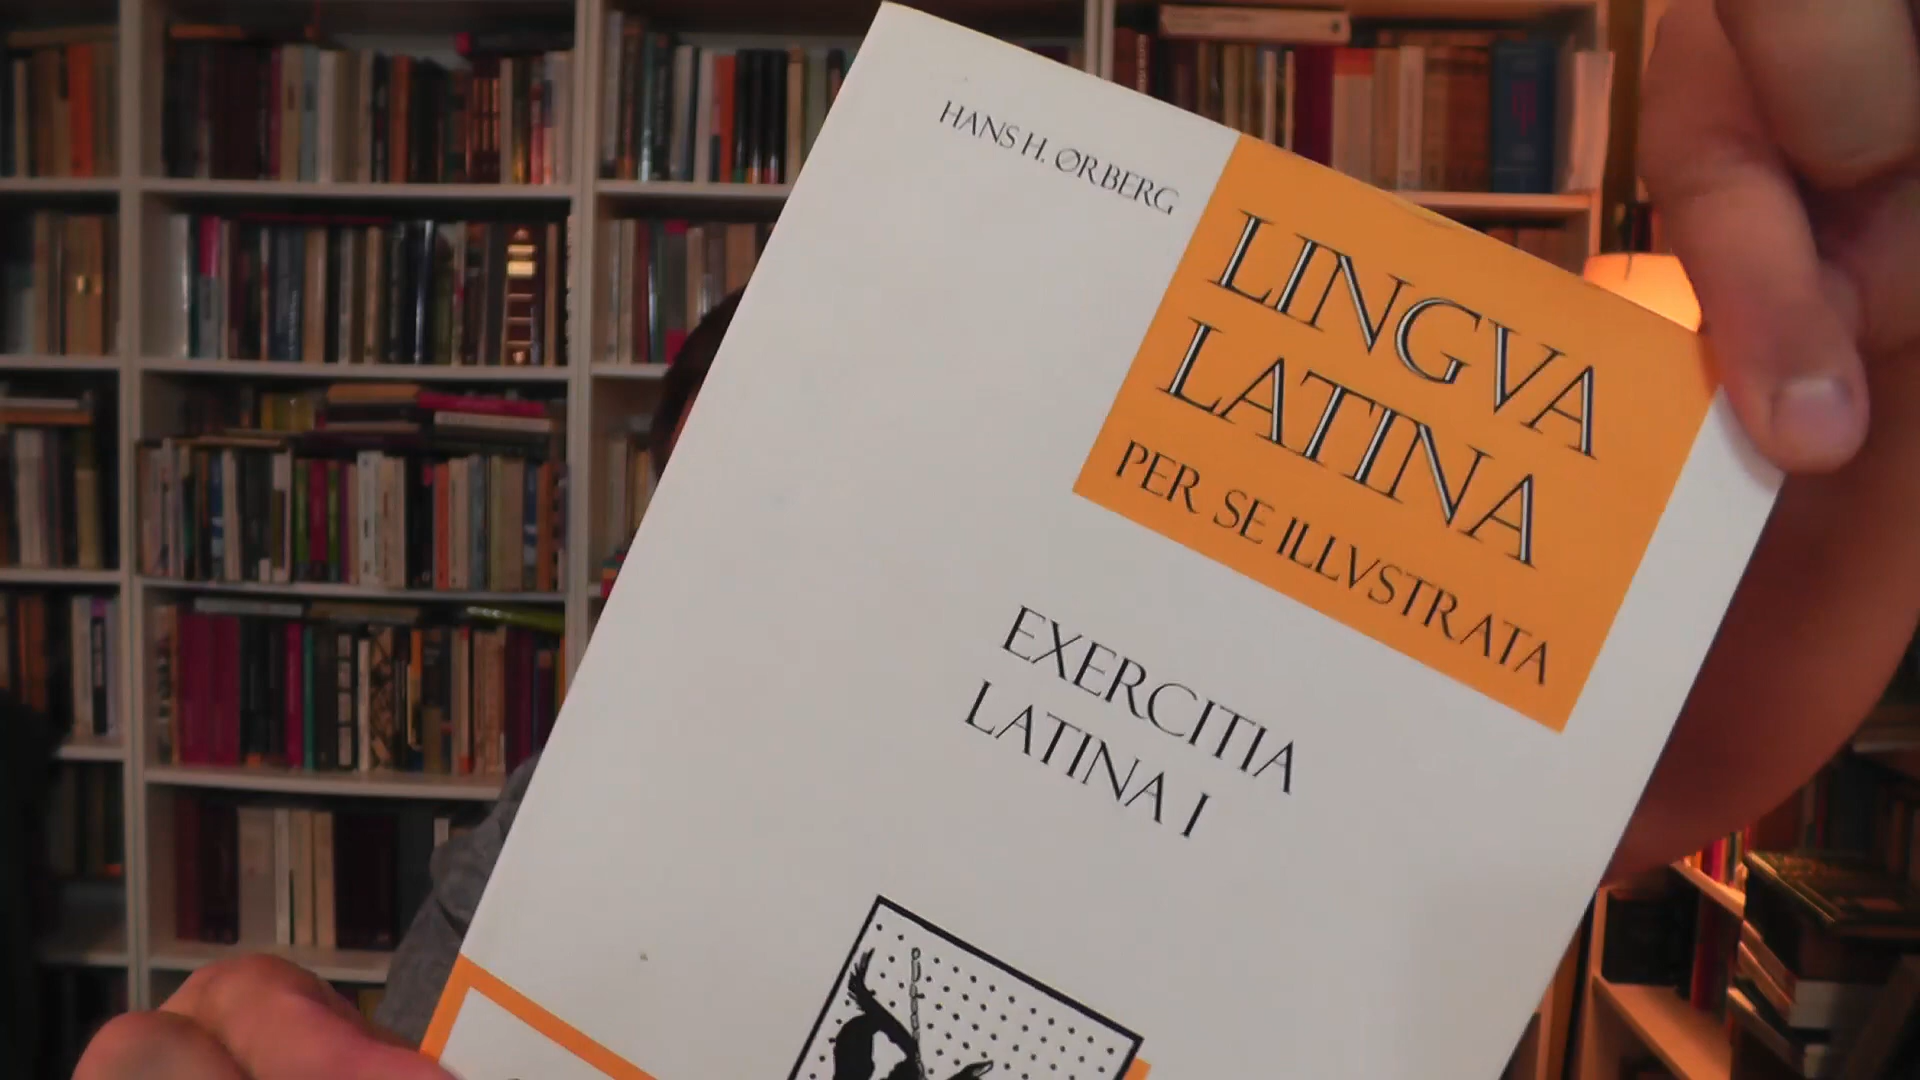 HANS H. ØRBERG
LINGVA
LATINA
PER SE ILLVSTRATA
EXERCITIA
LATINA I